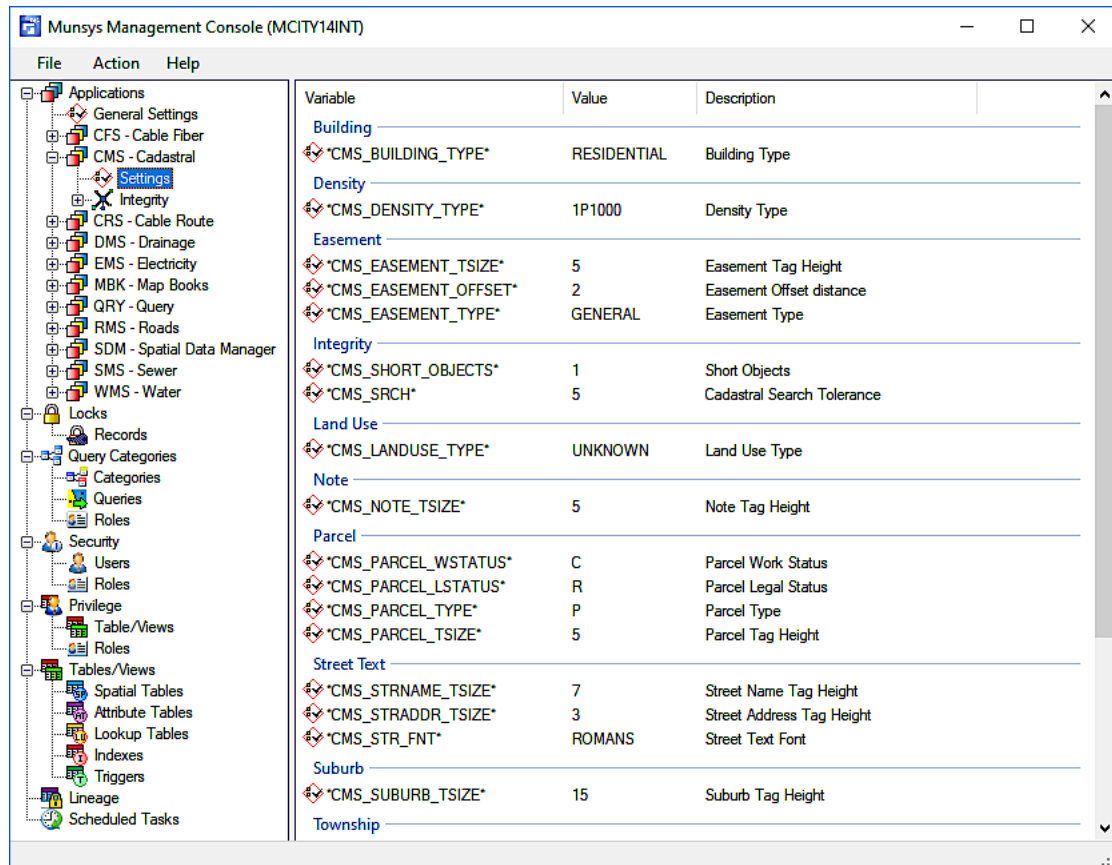 Munsys Management Console (MCITY14INT)
File Action Help
Applications
General Settings
CFS - Cable Fiber
CMS - Cadastral
Settings
Integrity
CRS - Cable Route
DMS - Drainage
EMS - Electricity
MBK - Map Books
QRY - Query
RMS - Roads
SDM - Spatial Data Manager
SMS - Sewer
WMS - Water
Locks
Records
Query Categories
Categories
Queries
Roles
Security
Users
Roles
Privilege
Table/Views
Roles
Tables/Views
Spatial Tables
Attribute Tables
Lookup Tables
Indexes
Triggers
Lineage
Scheduled Tasks
Variable Value Description
Building
*CMS_BUILDING_TYPE* RESIDENTIAL Building Type
Density
*CMS_DENSITY_TYPE* 1P1000 Density Type
Easement
*CMS_EASEMENT_TSIZE* 5 Easement Tag Height
*CMS_EASEMENT_OFFSET* 2 Easement Offset distance
*CMS_EASEMENT_TYPE* GENERAL Easement Type
Integrity
*CMS_SHORT_OBJECTS* 1 Short Objects
*CMS_SRCH* 5 Cadastral Search Tolerance
Land Use
*CMS_LANDUSE_TYPE* UNKNOWN Land Use Type
Note
*CMS_NOTE_TSIZE* 5 Note Tag Height
Parcel
*CMS_PARCEL_WSTATUS* C Parcel Work Status
*CMS_PARCEL_LSTATUS* R Parcel Legal Status
*CMS_PARCEL_TYPE* P Parcel Type
*CMS_PARCEL_TSIZE* 5 Parcel Tag Height
Street Text
*CMS_STRNAME_TSIZE* 7 Street Name Tag Height
*CMS_STRADDR_TSIZE* 3 Street Address Tag Height
*CMS_STR_FNT* ROMANS Street Text Font
Suburb
*CMS_SUBURB_TSIZE* 15 Suburb Tag Height
Township